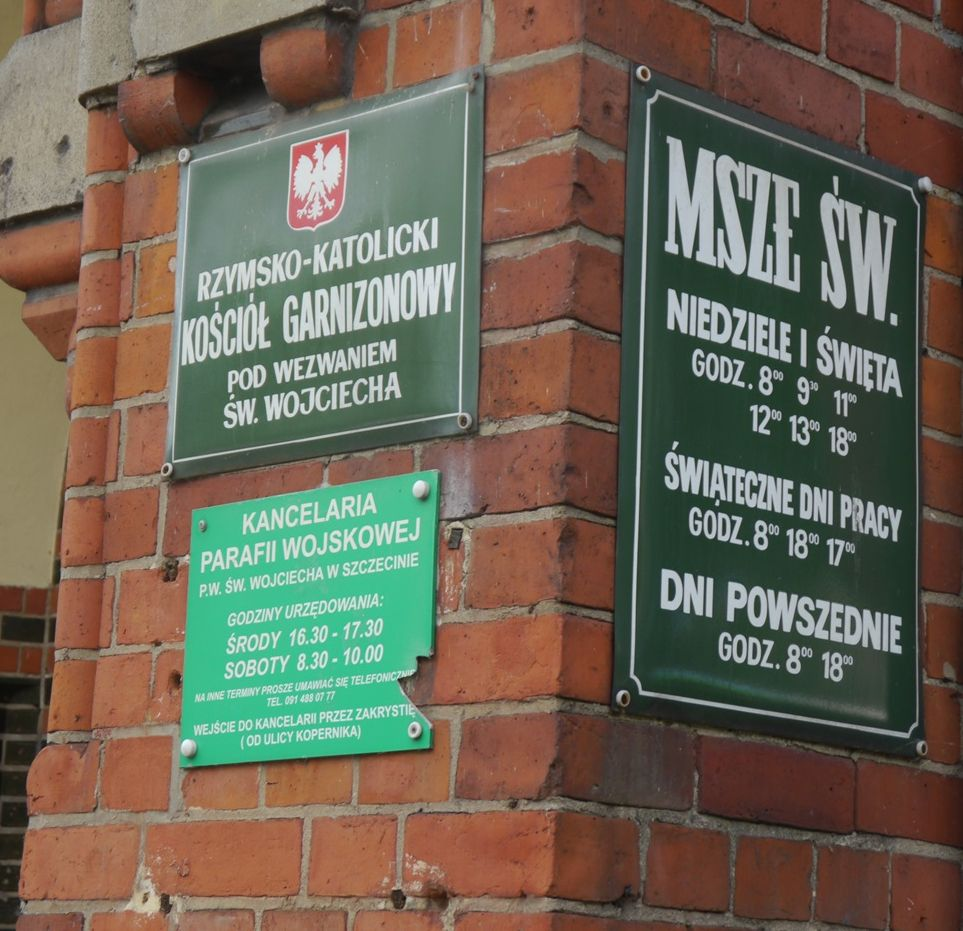 RZYMSKO-KATOLICKI
KOŚCIÓŁ GARNIZONOWY
POD WEZWANIEM
ŚW. WOJCIECHA
KANCELARIA
PARAFII WOJSKOWEJ
P.W. ŚW. WOJCIECHA W SZCZECINIE
GODZINY URZĘDOWANIA:
ŚRODY 16.30 - 17.30
SOBOTY 8.30 - 10.00
NA INNE TERMINY PROSZE UMAWIAĆ SIĘ TELEFONICZNIE
TEL. 091 488 07 77
WEJŚCIE DO KANCELARII PRZEZ ZAKRYSTIĘ
( OD ULICY KOPERNIKA)
MSZE ŚW.
NIEDZIELE I ŚWIĘTA
GODZ. 8⁰⁰ 9³⁰ 11⁰⁰
12⁰⁰ 13⁰⁰ 18⁰⁰
ŚWIĄTECZNE DNI PRACY
GODZ. 8⁰⁰ 18⁰⁰ 17⁰⁰
DNI POWSZEDNIE
GODZ. 8⁰⁰ 18⁰⁰